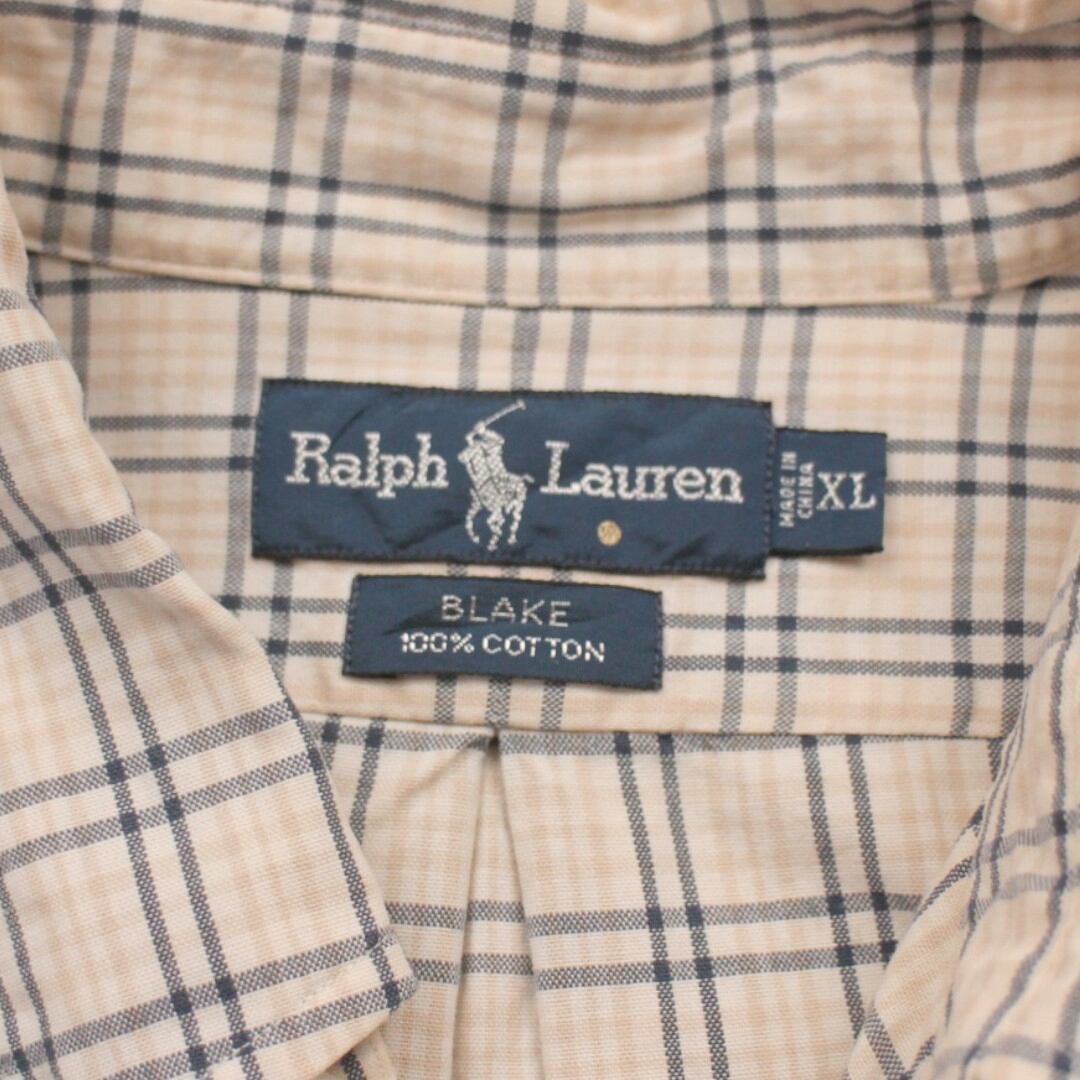 Ralph Lauren
MADE IN
CHINA
XL
BLAKE
100% COTTON